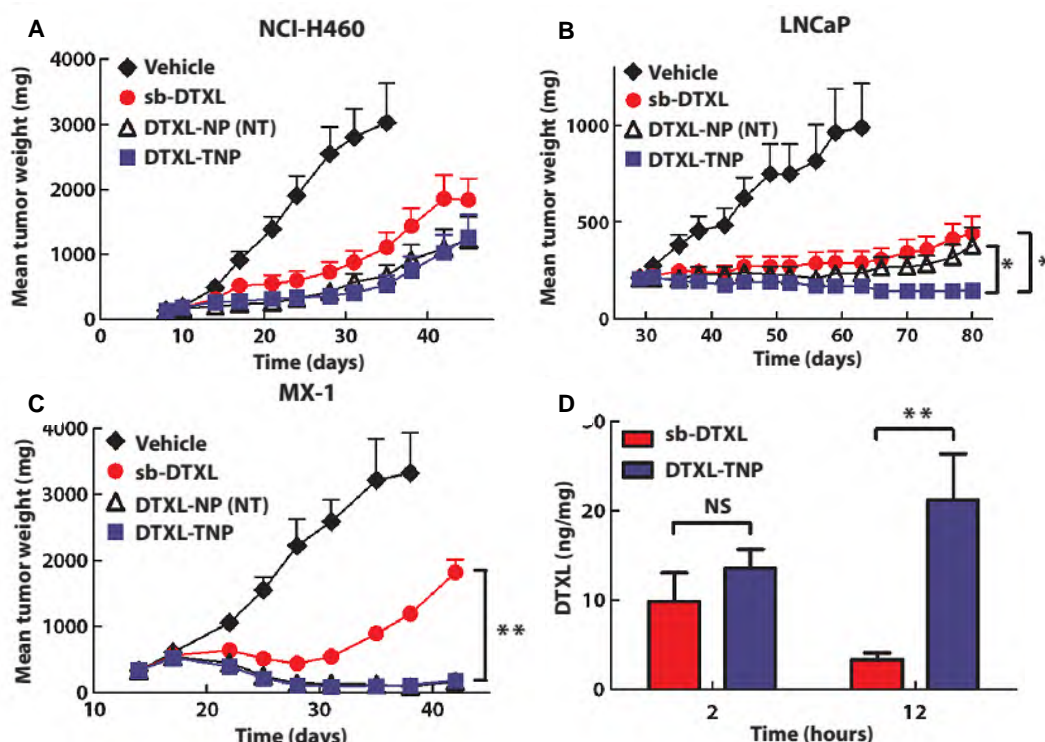 A
NCI-H460
Mean tumor weight (mg)
4000
3000
2000
1000
0
Vehicle
sb-DTXL
DTXL-NP (NT)
DTXL-TNP
0
10
20
30
40
Time (days)
B
LNCaP
Mean tumor weight (mg)
1000
500
0
Vehicle
sb-DTXL
DTXL-NP (NT)
DTXL-TNP
*
*
30
40
50
60
70
80
Time (days)
C
MX-1
Mean tumor weight (mg)
4000
3000
2000
1000
0
Vehicle
sb-DTXL
DTXL-NP (NT)
DTXL-TNP
**
10
20
30
40
Time (days)
D
DTXL (ng/mg)
20
10
0
sb-DTXL
DTXL-TNP
NS
**
2
12
Time (hours)